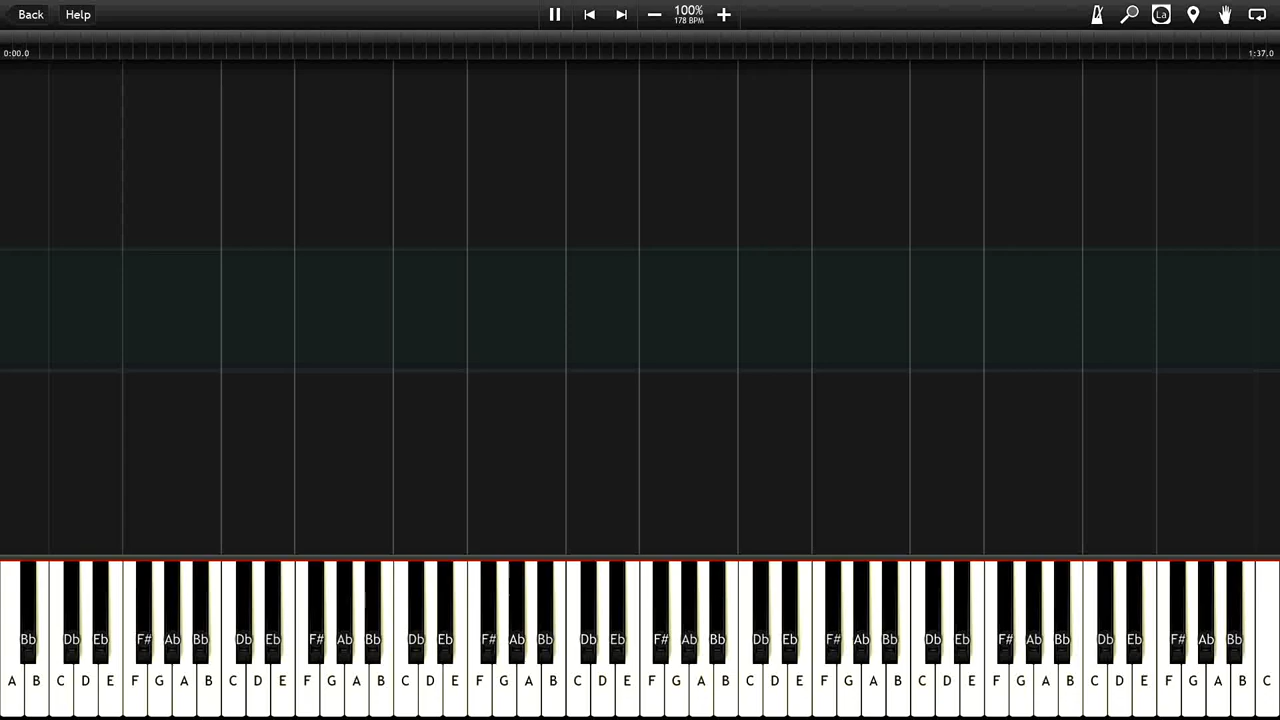 Back Help 100%
178 BPM
La
0:00.0 1:37.0
Bb Db Eb F# Ab Bb Db Eb F# Ab Bb Db Eb F# Ab Bb Db Eb F# Ab Bb Db Eb F# Ab Bb Db Eb F# Ab Bb Db Eb F# Ab Bb
A B C D E F G A B C D E F G A B C D E F G A B C D E F G A B C D E F G A B C D E F G A B C D E F G A B C